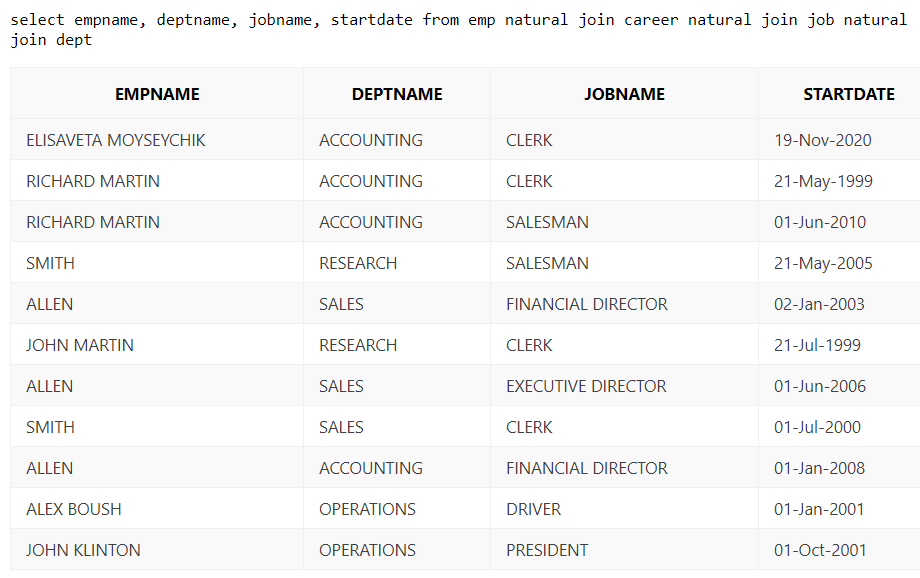 select empname, deptname, jobname, startdate from emp natural join career natural join job natural
join dept
EMPNAME DEPTNAME JOBNAME STARTDATE
ELISAVETA MOYSEYCHIK ACCOUNTING CLERK 19-Nov-2020
RICHARD MARTIN ACCOUNTING CLERK 21-May-1999
RICHARD MARTIN ACCOUNTING SALESMAN 01-Jun-2010
SMITH RESEARCH SALESMAN 21-May-2005
ALLEN SALES FINANCIAL DIRECTOR 02-Jan-2003
JOHN MARTIN RESEARCH CLERK 21-Jul-1999
ALLEN SALES EXECUTIVE DIRECTOR 01-Jun-2006
SMITH SALES CLERK 01-Jul-2000
ALLEN ACCOUNTING FINANCIAL DIRECTOR 01-Jan-2008
ALEX BOUSH OPERATIONS DRIVER 01-Jan-2001
JOHN KLINTON OPERATIONS PRESIDENT 01-Oct-2001